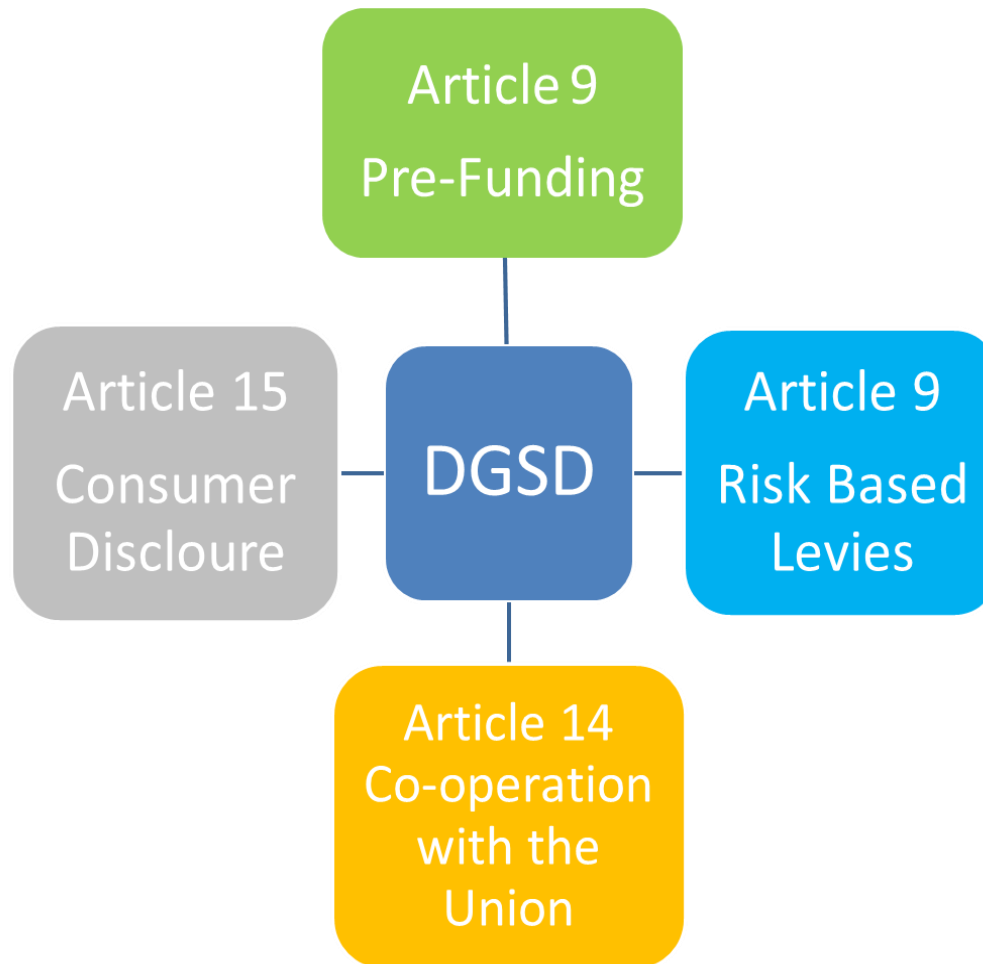 Article 9
Pre-Funding
Article 15
Consumer
Discloure
DGSD
Article 9
Risk Based
Levies
Article 14
Co-operation
with the
Union